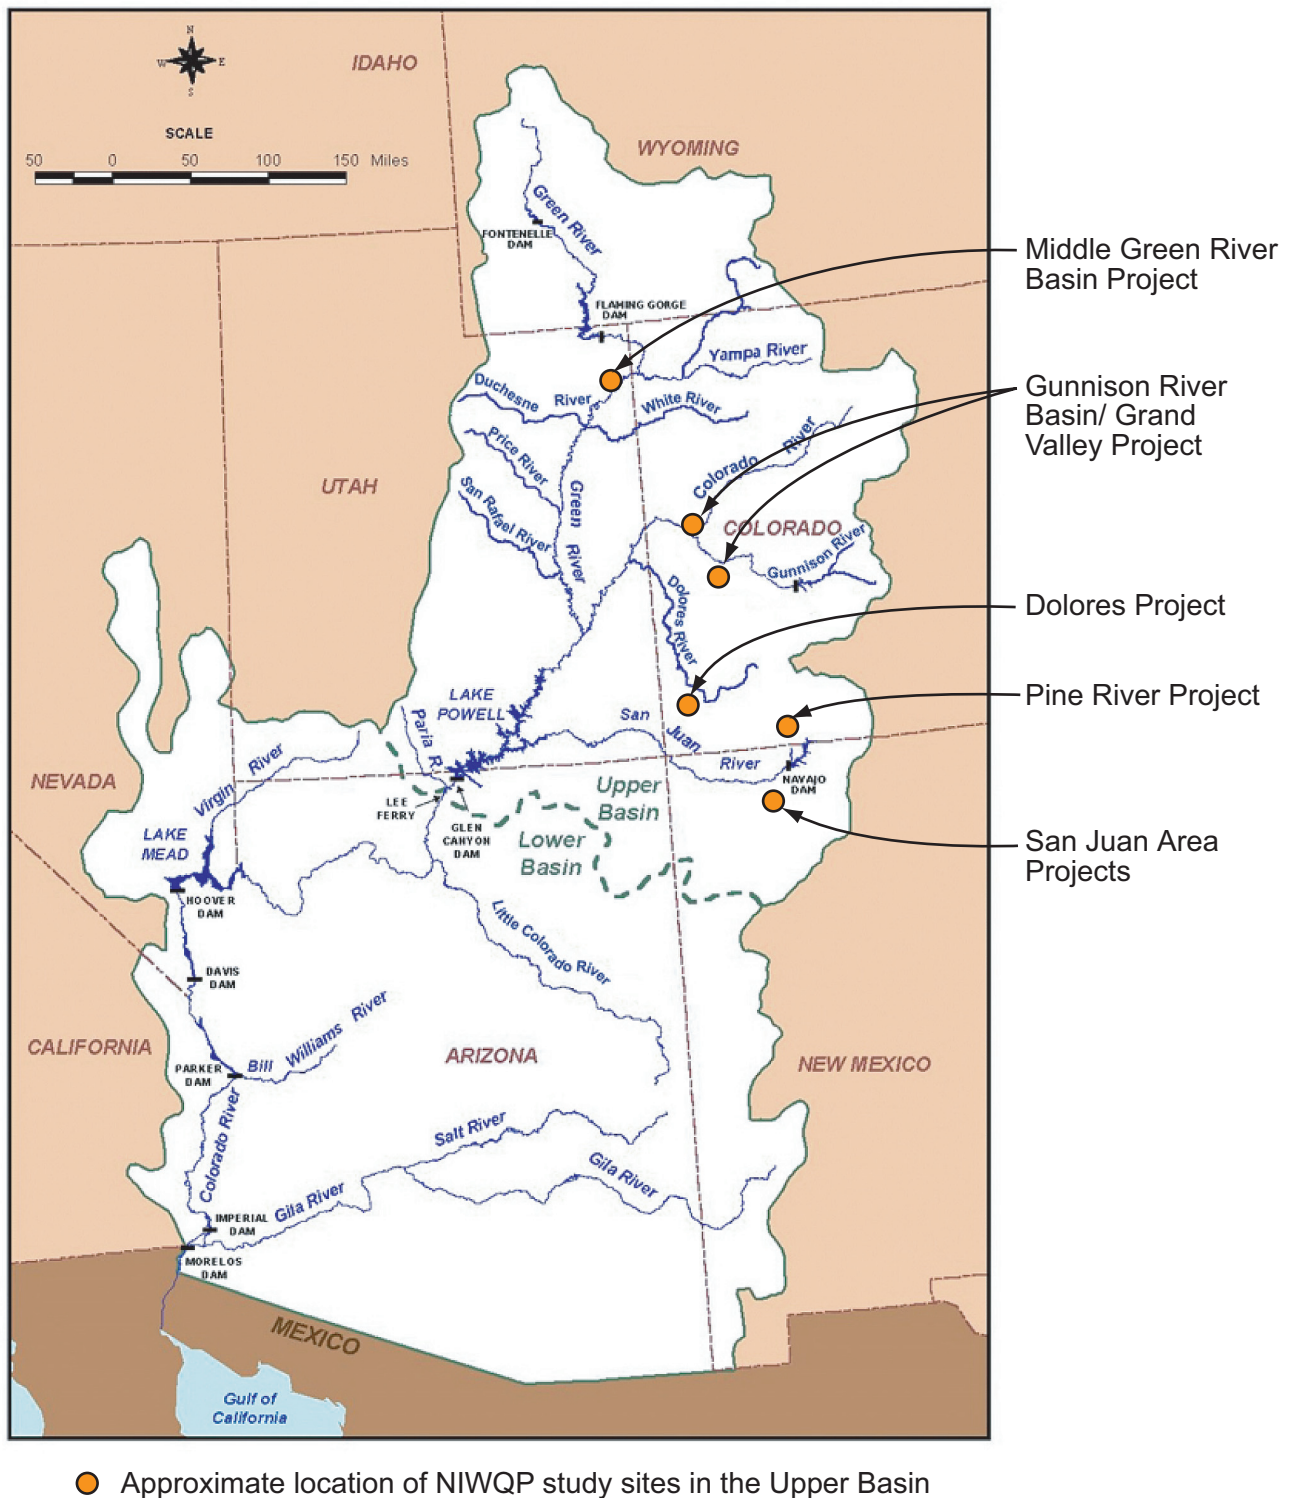 N
W E
S
SCALE
50 0 50 100 150 Miles
IDAHO
WYOMING
Green River
FONTENELLE
DAM
FLAMING GORGE
DAM
Yampa River
Duchesne River
White River
Price River
San Rafael River
Green River
Colorado River
COLORADO
Gunnison River
Dolores River
UTAH
LAKE
POWELL
Paria R.
San Juan River
NAVAJO
DAM
NEVADA
Virgin River
LAKE
MEAD
LEE
FERRY
GLEN
CANYON
DAM
Upper
Basin
Lower
Basin
HOOVER
DAM
Little Colorado River
DAVIS
DAM
CALIFORNIA
PARKER
DAM
Bill Williams River
ARIZONA
NEW MEXICO
Colorado River
Salt River
Gila River
Gila River
IMPERIAL
DAM
MORELOS
DAM
MEXICO
Gulf of
California
Middle Green River
Basin Project
Gunnison River
Basin/ Grand
Valley Project
Dolores Project
Pine River Project
San Juan Area
Projects
Approximate location of NIWQP study sites in the Upper Basin